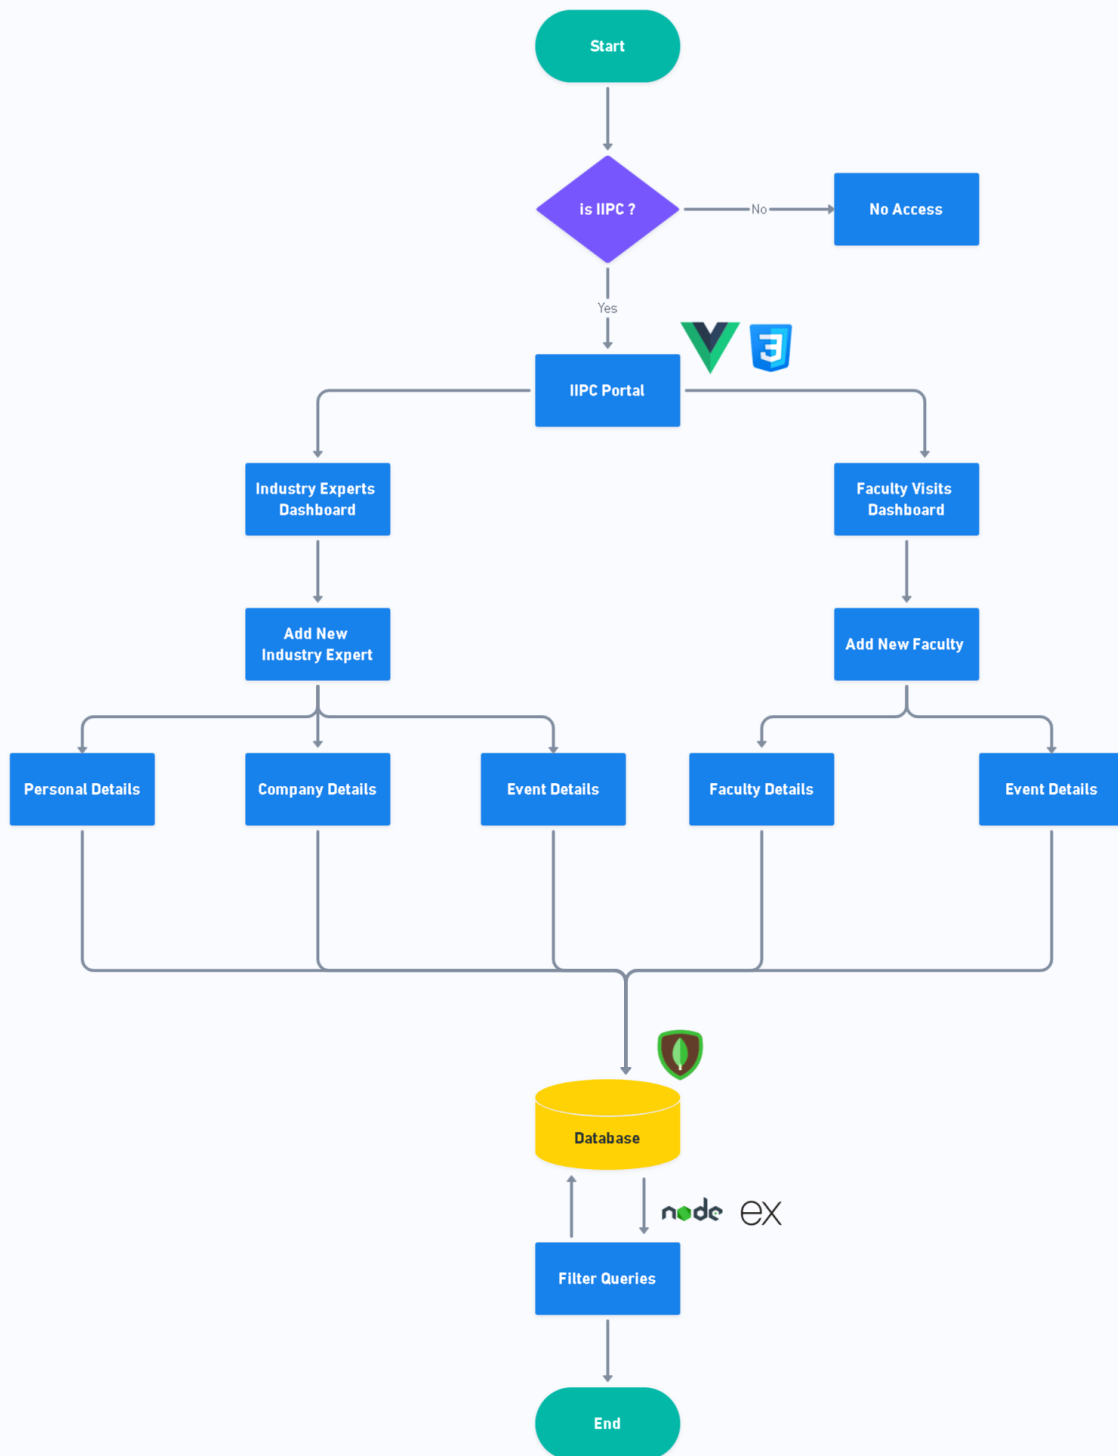 Start
is IIPC ?
No
No Access
Yes
3
IIPC Portal
Industry Experts
Dashboard
Faculty Visits
Dashboard
Add New
Industry Expert
Add New Faculty
Personal Details
Company Details
Event Details
Faculty Details
Event Details
Database
node
ex
Filter Queries
End